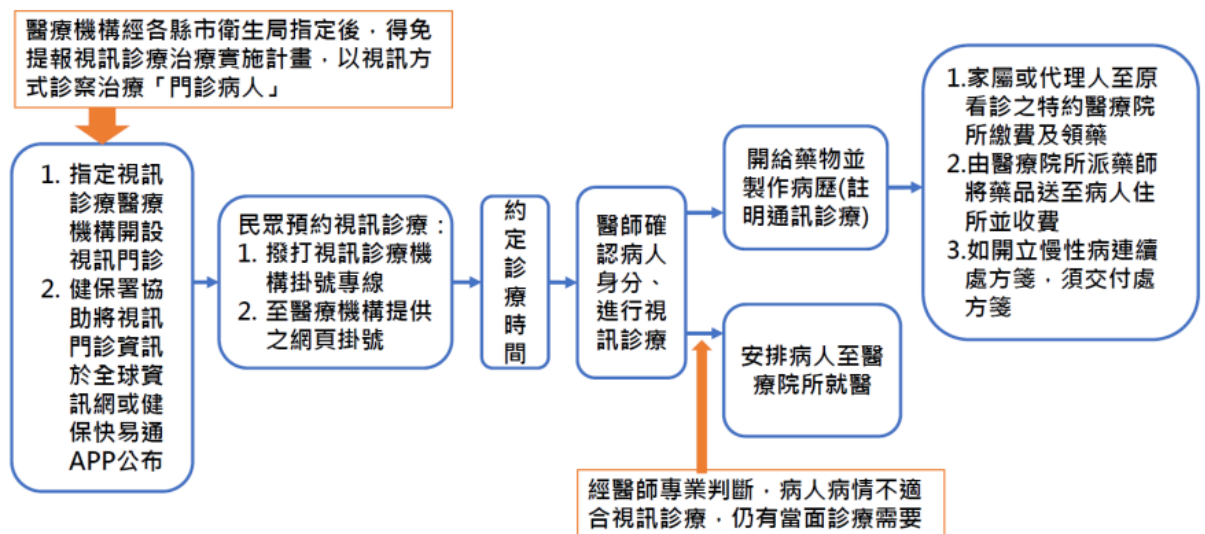 醫療機構經各縣市衛生局指定後，得免
提報視訊診療治療實施計畫，以視訊方
式診察治療「門診病人」
1. 指定視訊
診療醫療
機構開設
視訊門診
2. 健保署協
助將視訊
門診資訊
於全球資
訊網或健
保快易通
APP公布
民眾預約視訊診療：
1. 撥打視訊診療機
構掛號專線
2. 至醫療機構提供
之網頁掛號
約
定
診
療
時
間
醫師確
認病人
身分、
進行視
訊診療
開給藥物並
製作病歷(註
明通訊診療)
1.家屬或代理人至原
看診之特約醫療院
所繳費及領藥
2.由醫療院所派藥師
將藥品送至病人住
所並收費
3.如開立慢性病連續
處方箋，須交付處
方箋
安排病人至醫
療院所就醫
經醫師專業判斷，病人病情不適
合視訊診療，仍有當面診療需要